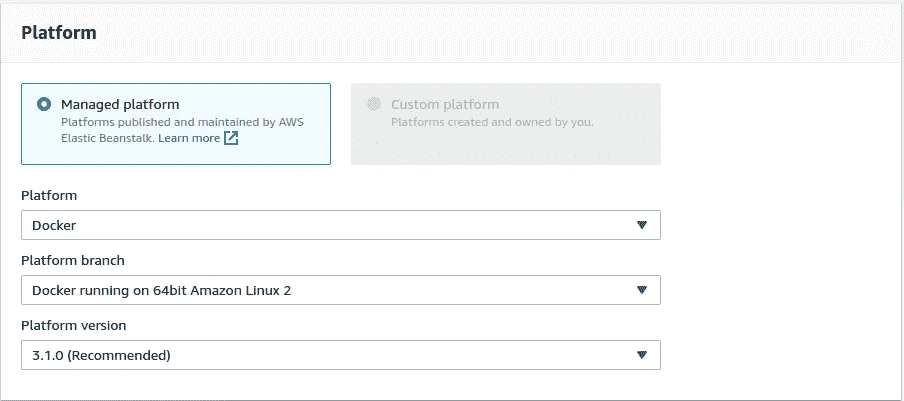 Platform
Managed platform
Platforms published and maintained by AWS
Elastic Beanstalk. Learn more
Custom platform
Platforms created and owned by you.
Platform
Docker
Platform branch
Docker running on 64bit Amazon Linux 2
Platform version
3.1.0 (Recommended)